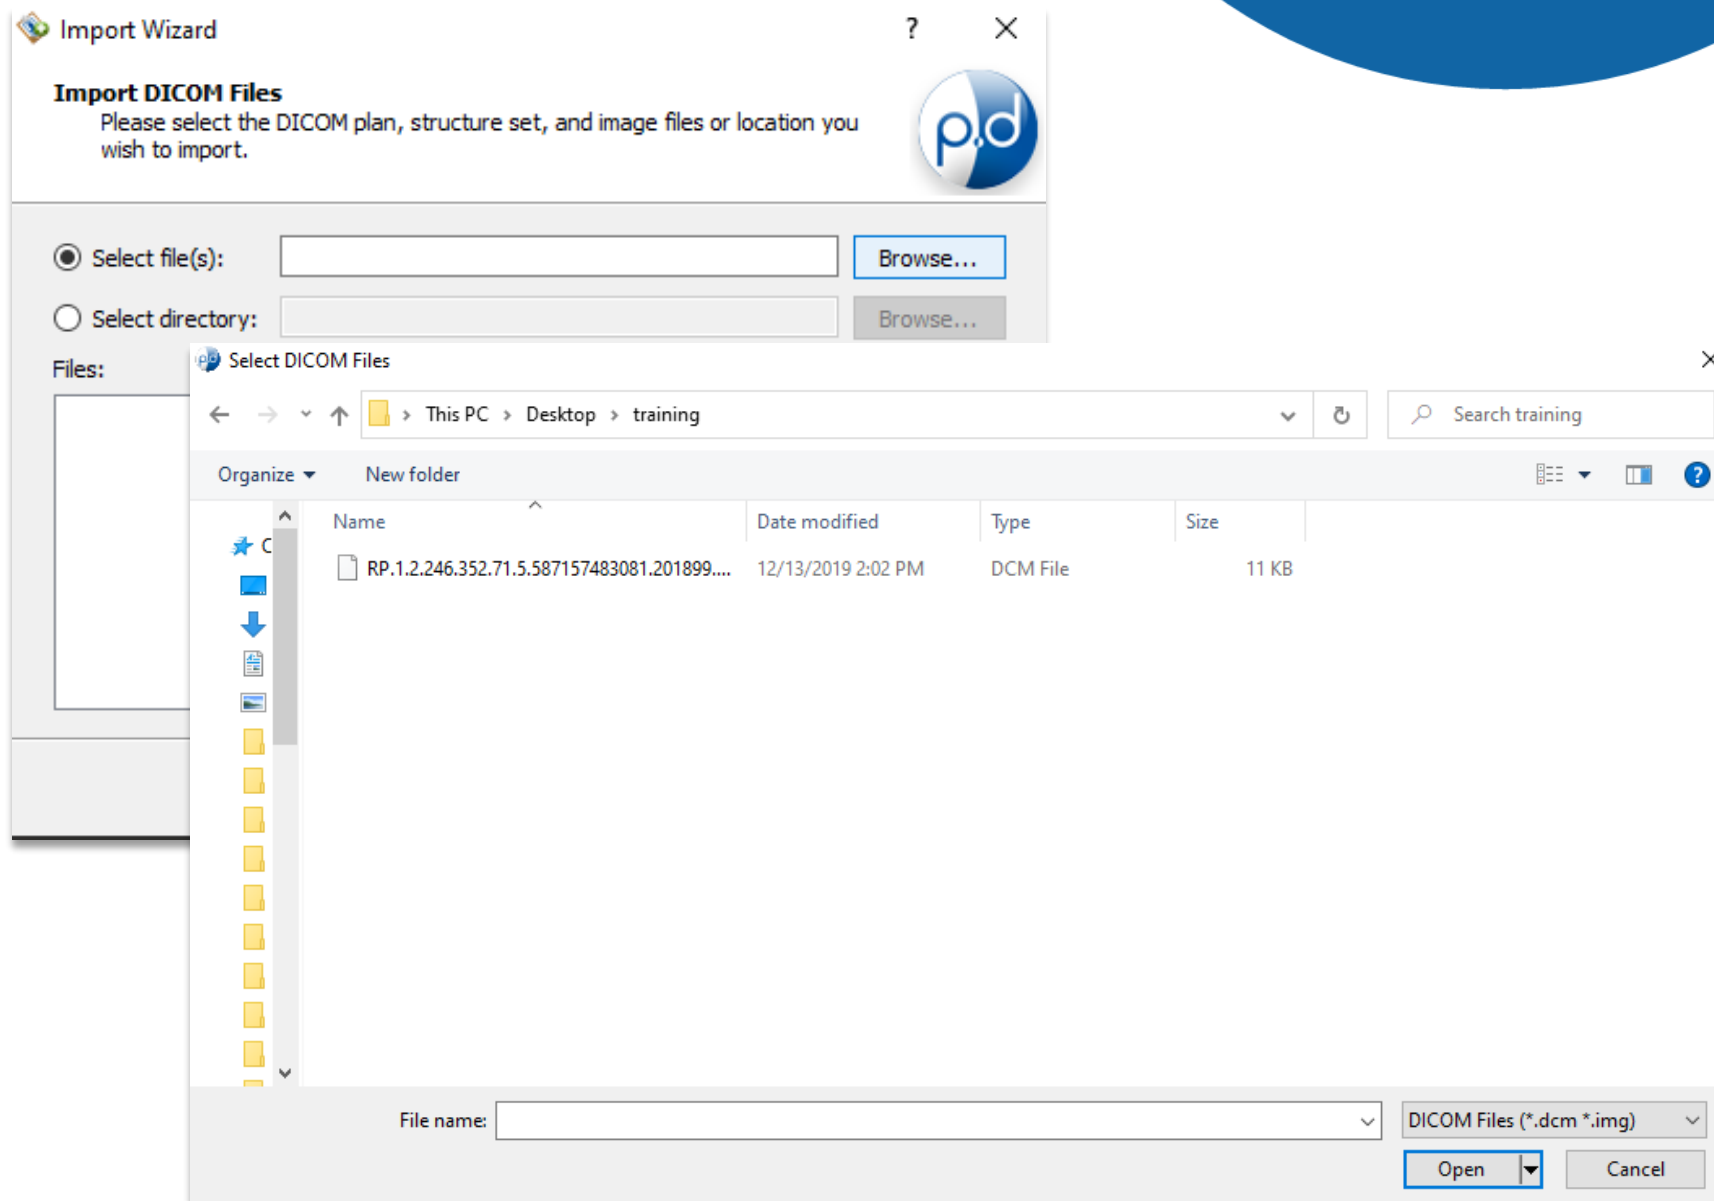 Import Wizard
?
Import DICOM Files
Please select the DICOM plan, structure set, and image files or location you
wish to import.
p.d
Select file(s):
Browse...
Select directory:
Browse...
Files:
Select DICOM Files
This PC > Desktop > training
Search training
Organize
New folder
?
Name
Date modified
Type
Size
C
RP.1.2.246.352.71.5.587157483081.201899....
12/13/2019 2:02 PM
DCM File
11 KB
File name:
DICOM Files (*.dcm *.img)
Open
Cancel